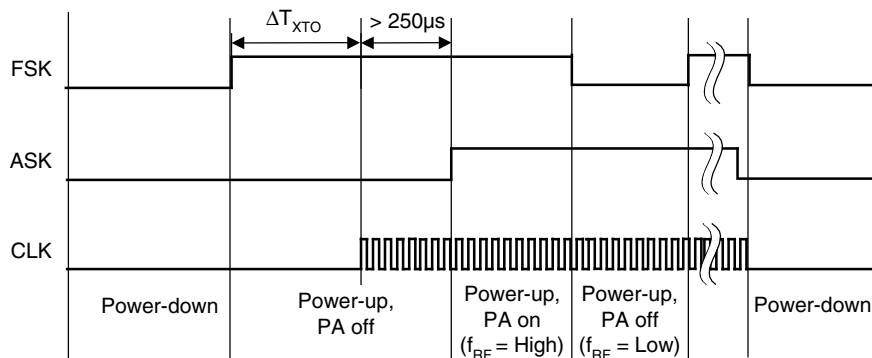 ΔT_XTO
> 250µs
FSK
ASK
CLK
Power-down
Power-up,
PA off
Power-up,
PA on
(f_RF = High)
Power-up,
PA off
(f_RF = Low)
Power-down